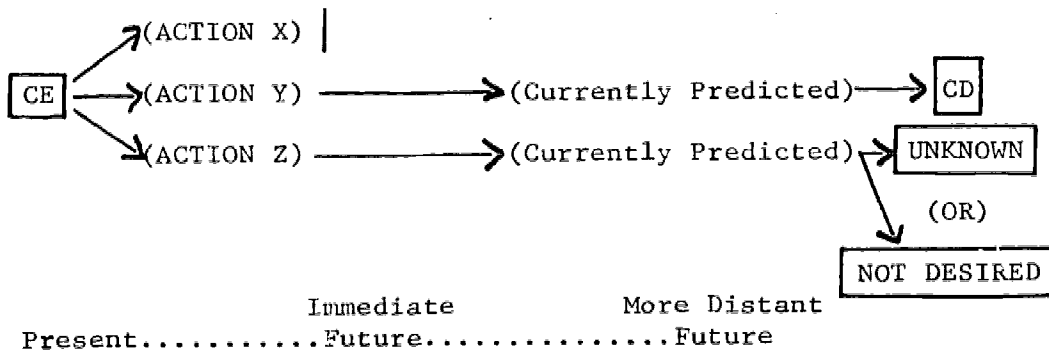 (ACTION X)
CE (ACTION Y) (Currently Predicted) CD
(ACTION Z) (Currently Predicted) UNKNOWN
(OR)
NOT DESIRED
Immediate More Distant
Present...........Future...............Future